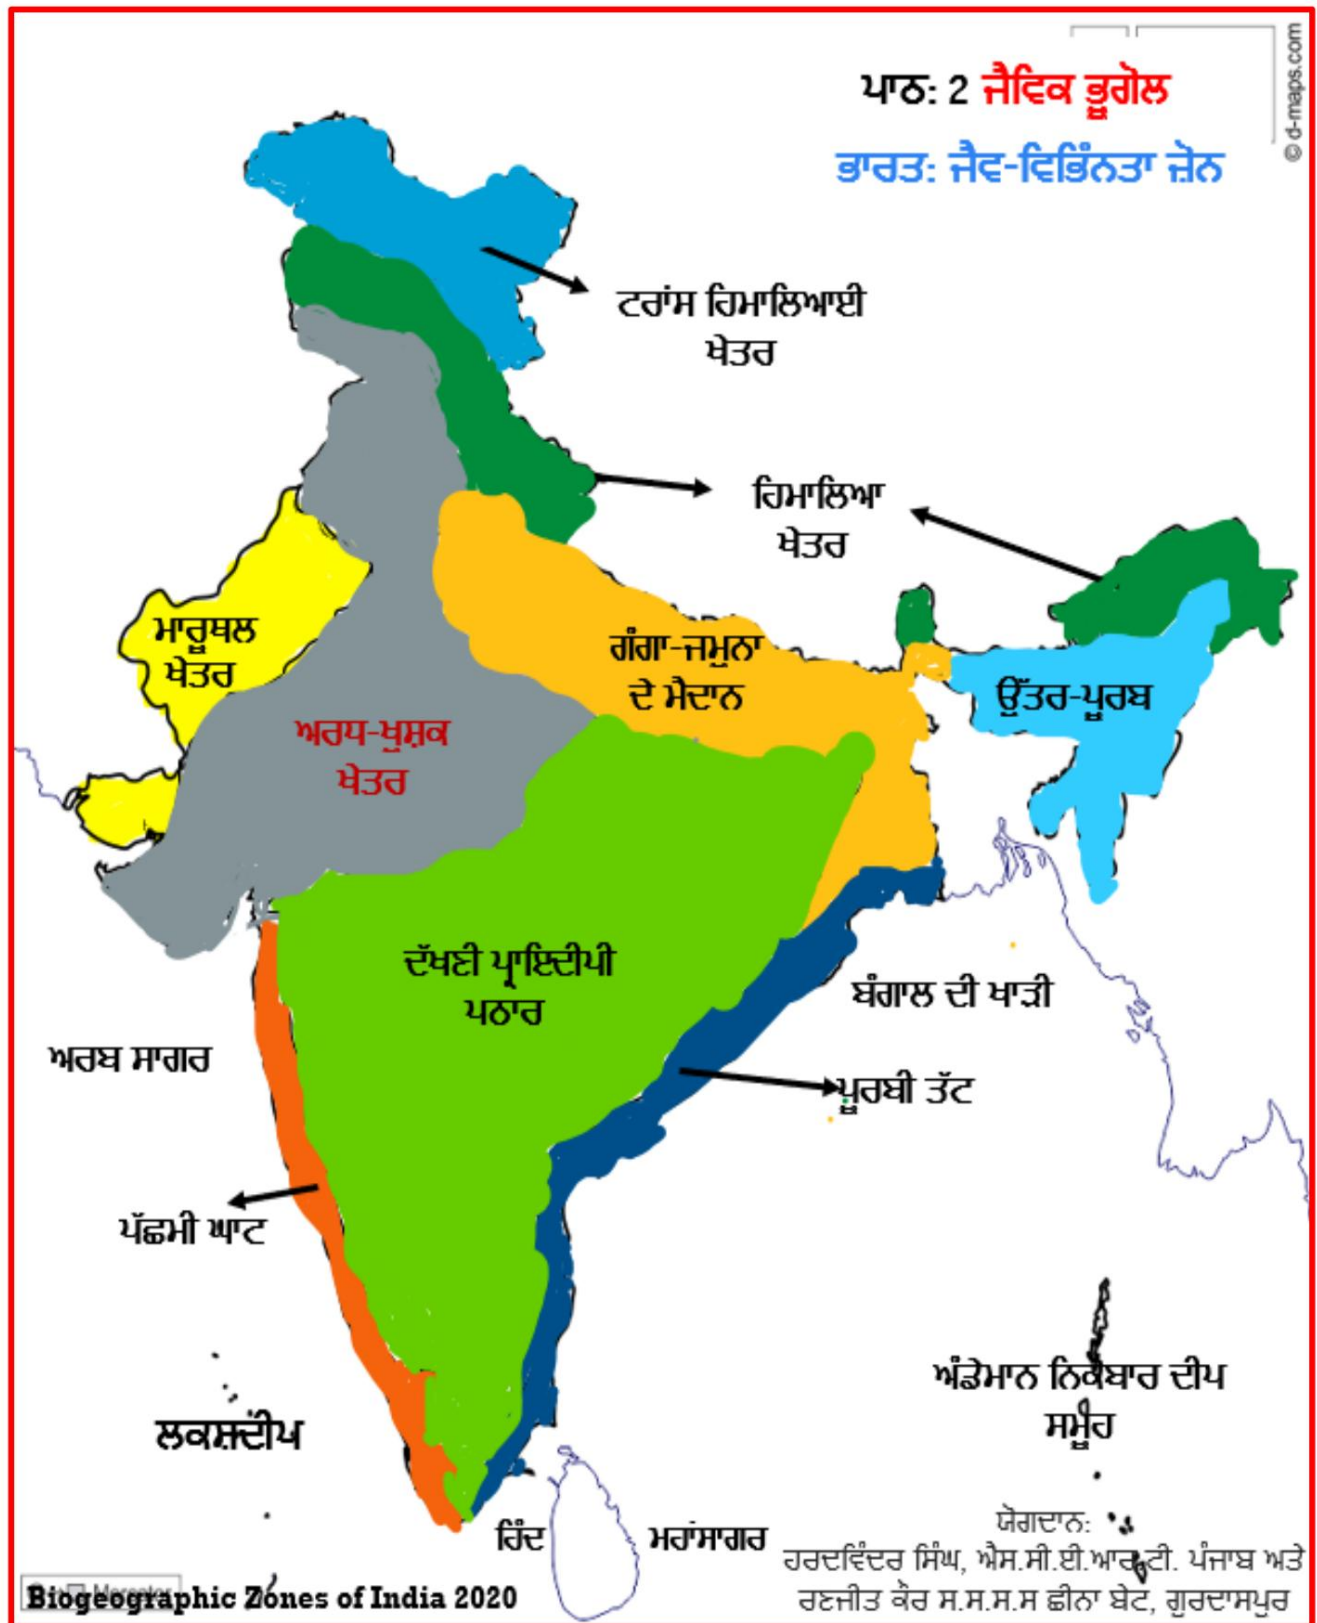 ਪਾਠ: 2 ਜੈਵਿਕ ਭੂਗੋਲ
© d-maps.com
ਭਾਰਤ: ਜੈਵ-ਵਿਭਿੰਨਤਾ ਜ਼ੋਨ
ਟਰਾਂਸ ਹਿਮਾਲਿਆਈ
ਖੇਤਰ
ਹਿਮਾਲਿਆ
ਖੇਤਰ
ਮਾਰੂਥਲ
ਖੇਤਰ
ਗੰਗਾ-ਜਮੁਨਾ
ਦੇ ਮੈਦਾਨ
ਉੱਤਰ-ਪੂਰਬ
ਅਰਧ-ਖੁਸ਼ਕ
ਖੇਤਰ
ਦੱਖਣੀ ਪ੍ਰਾਇਦੀਪੀ
ਪਠਾਰ
ਬੰਗਾਲ ਦੀ ਖਾੜੀ
ਅਰਬ ਸਾਗਰ
ਪੂਰਬੀ ਤੱਟ
ਪੱਛਮੀ ਘਾਟ
ਅੰਡੇਮਾਨ ਨਿਕੋਬਾਰ ਦੀਪ
ਸਮੂਹ
ਲਕਸ਼ਦੀਪ
ਹਿੰਦ ਮਹਾਂਸਾਗਰ
ਯੋਗਦਾਨ:
ਹਰਦਵਿੰਦਰ ਸਿੰਘ, ਐਸ.ਸੀ.ਈ.ਆਰ.ਟੀ. ਪੰਜਾਬ ਅਤੇ
ਰਣਜੀਤ ਕੌਰ ਸ.ਸ.ਸ.ਸ ਛੀਨਾ ਬੇਟ, ਗੁਰਦਾਸਪੁਰ
Biogeographic Zones of India 2020